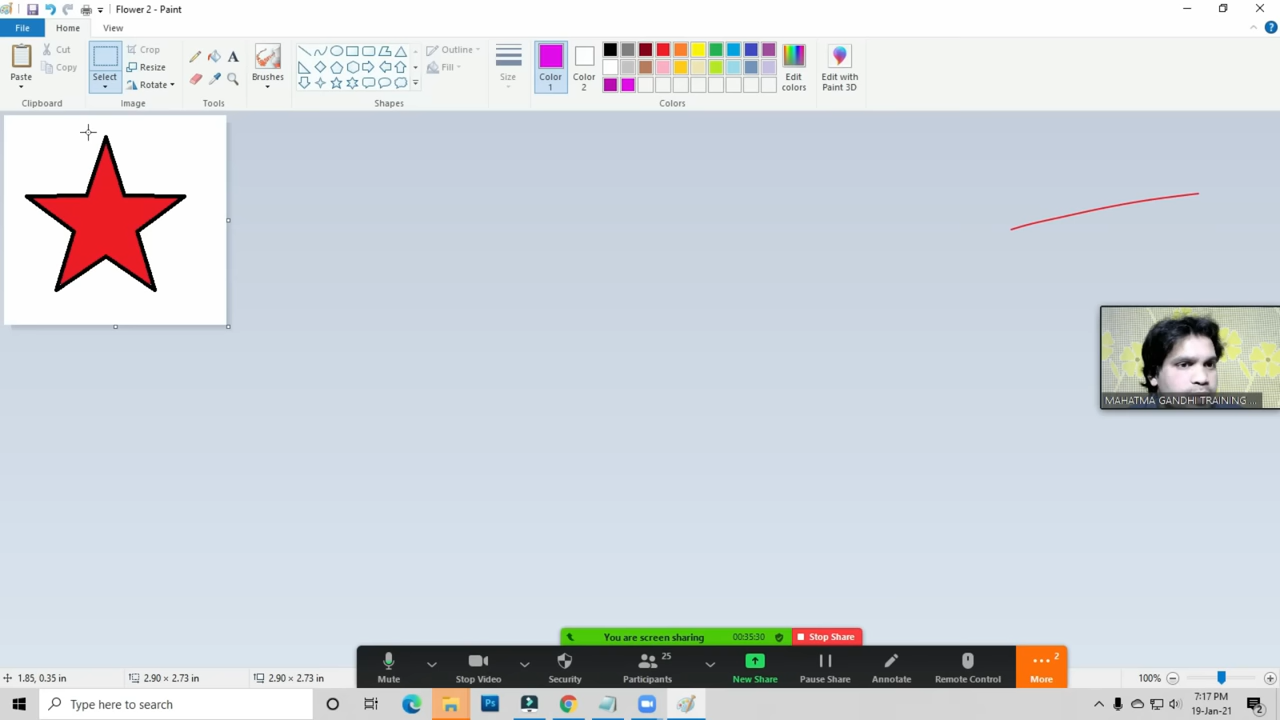 Flower 2 - Paint
File Home View
Paste
Cut
Copy
Clipboard
Select
Crop
Resize
Rotate
Image
A
Tools
Brushes
Outline
Fill
Shapes
Size
Color 1
Color 2
Edit colors
Edit with Paint 3D
Colors
MAHATMA GANDHI TRAINING ...
You are screen sharing 00:35:30 Stop Share
Mute Stop Video Security Participants 25 New Share Pause Share Annotate Remote Control More 2
1.85, 0.35 in 2.90 × 2.73 in 2.90 × 2.73 in 100%
Type here to search
Ps
7:17 PM
19-Jan-21
2